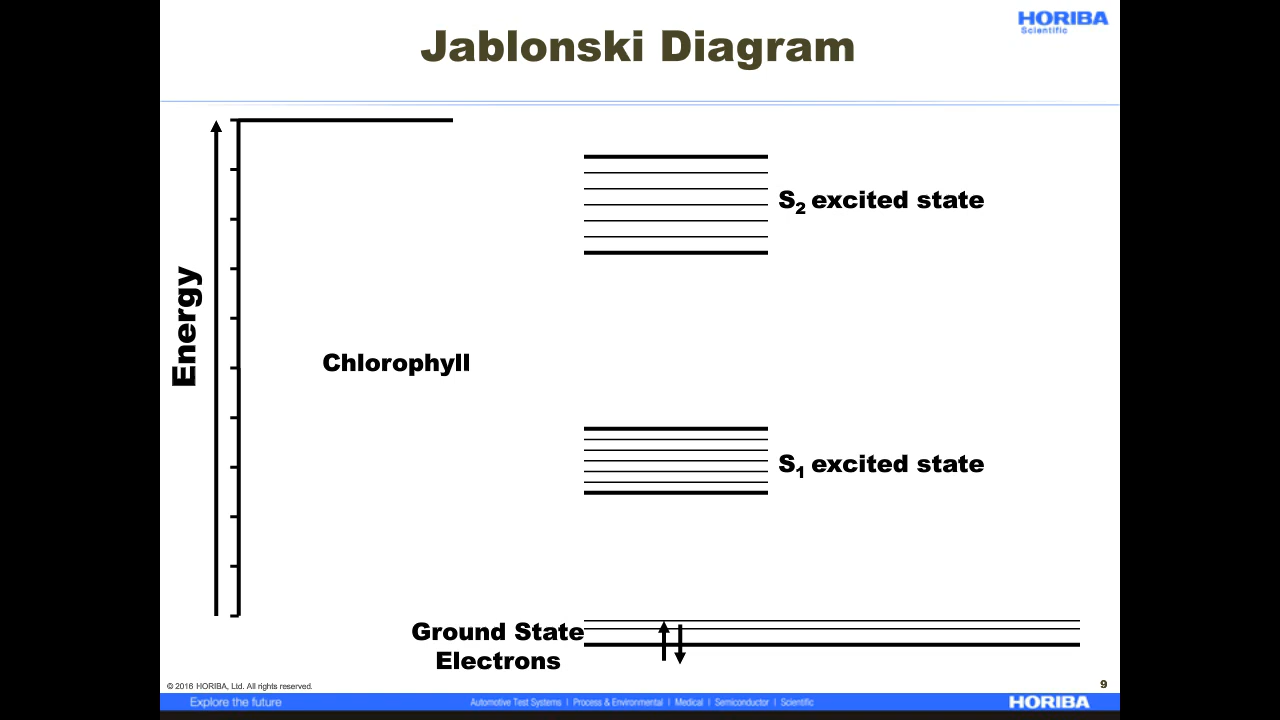 HORIBA
Scientific
Jablonski Diagram
S2 excited state
Energy
Chlorophyll
S1 excited state
Ground State
Electrons
© 2016 HORIBA, Ltd. All rights reserved.
9
Explore the future
Automotive Test Systems | Process & Environmental | Medical | Semiconductor | Scientific
HORIBA